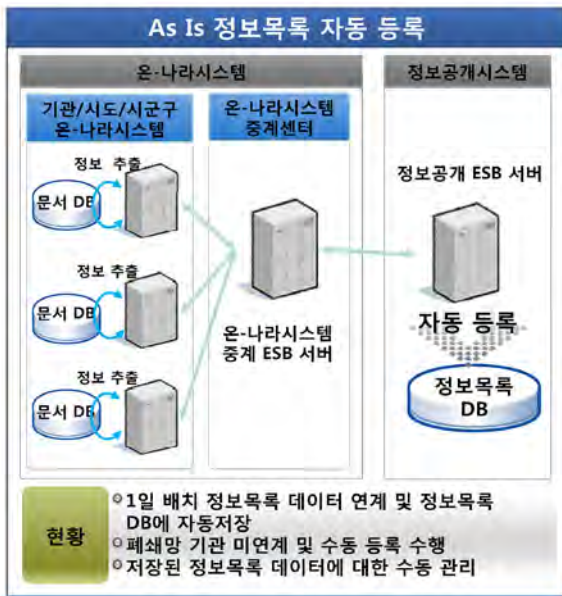 As Is 정보목록 자동 등록
온-나라시스템
정보공개시스템
기관/시도/시군구
온-나라시스템
온-나라시스템
중계센터
정보 추출
문서 DB
정보 추출
문서 DB
정보 추출
문서 DB
온-나라시스템
중계 ESB 서버
정보공개 ESB 서버
자동 등록
정보목록
DB
현황
1일 배치 정보목록 데이터 연계 및 정보목록
DB에 자동저장
폐쇄망 기관 미연계 및 수동 등록 수행
저장된 정보목록 데이터에 대한 수동 관리